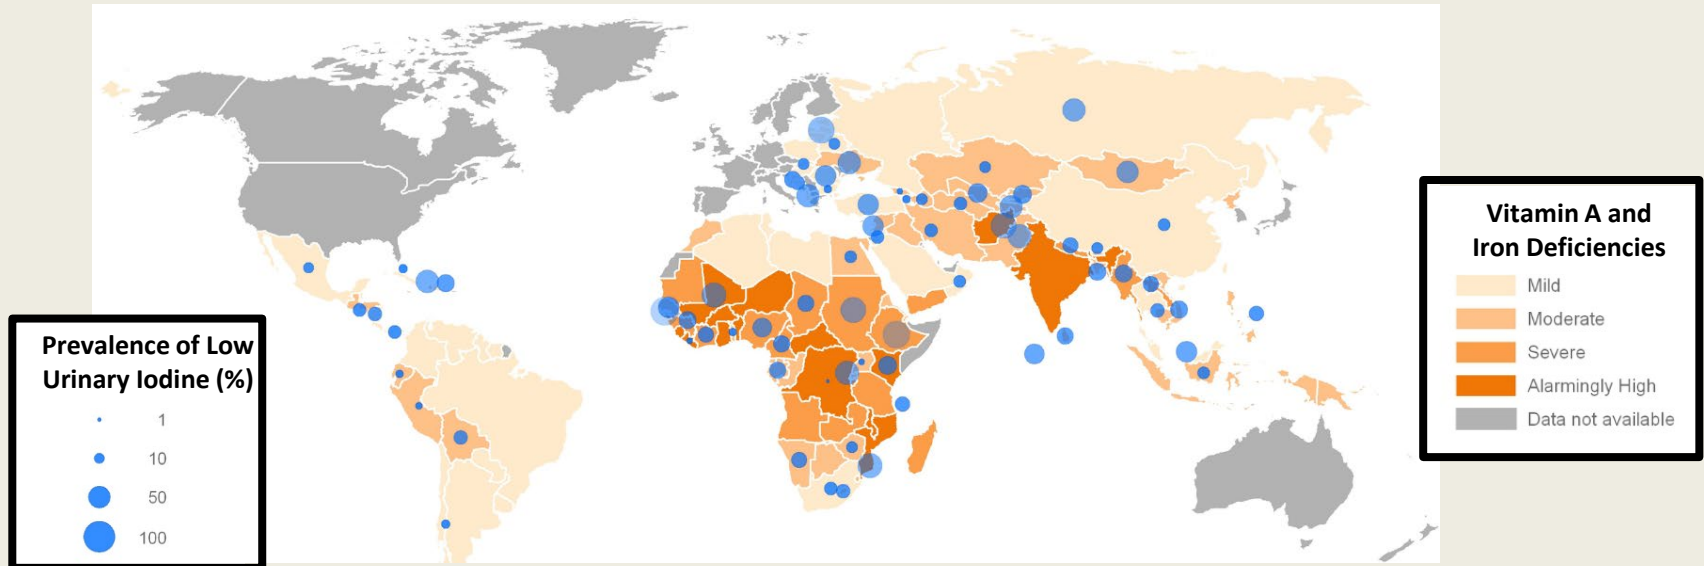 Prevalence of Low
Urinary Iodine (%)
1
10
50
100
Vitamin A and
Iron Deficiencies
Mild
Moderate
Severe
Alarmingly High
Data not available